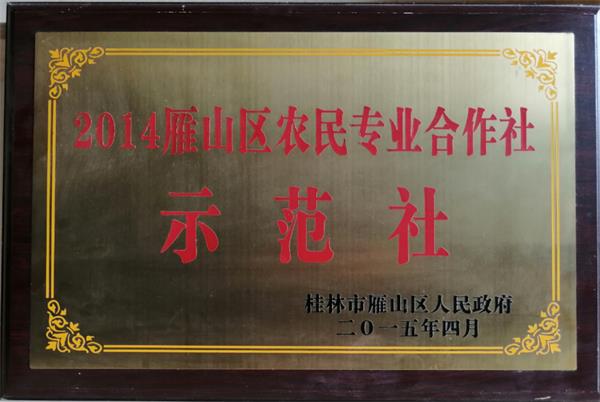 2014雁山区农民专业合作社
示范社
桂林市雁山区人民政府
二〇一五年四月